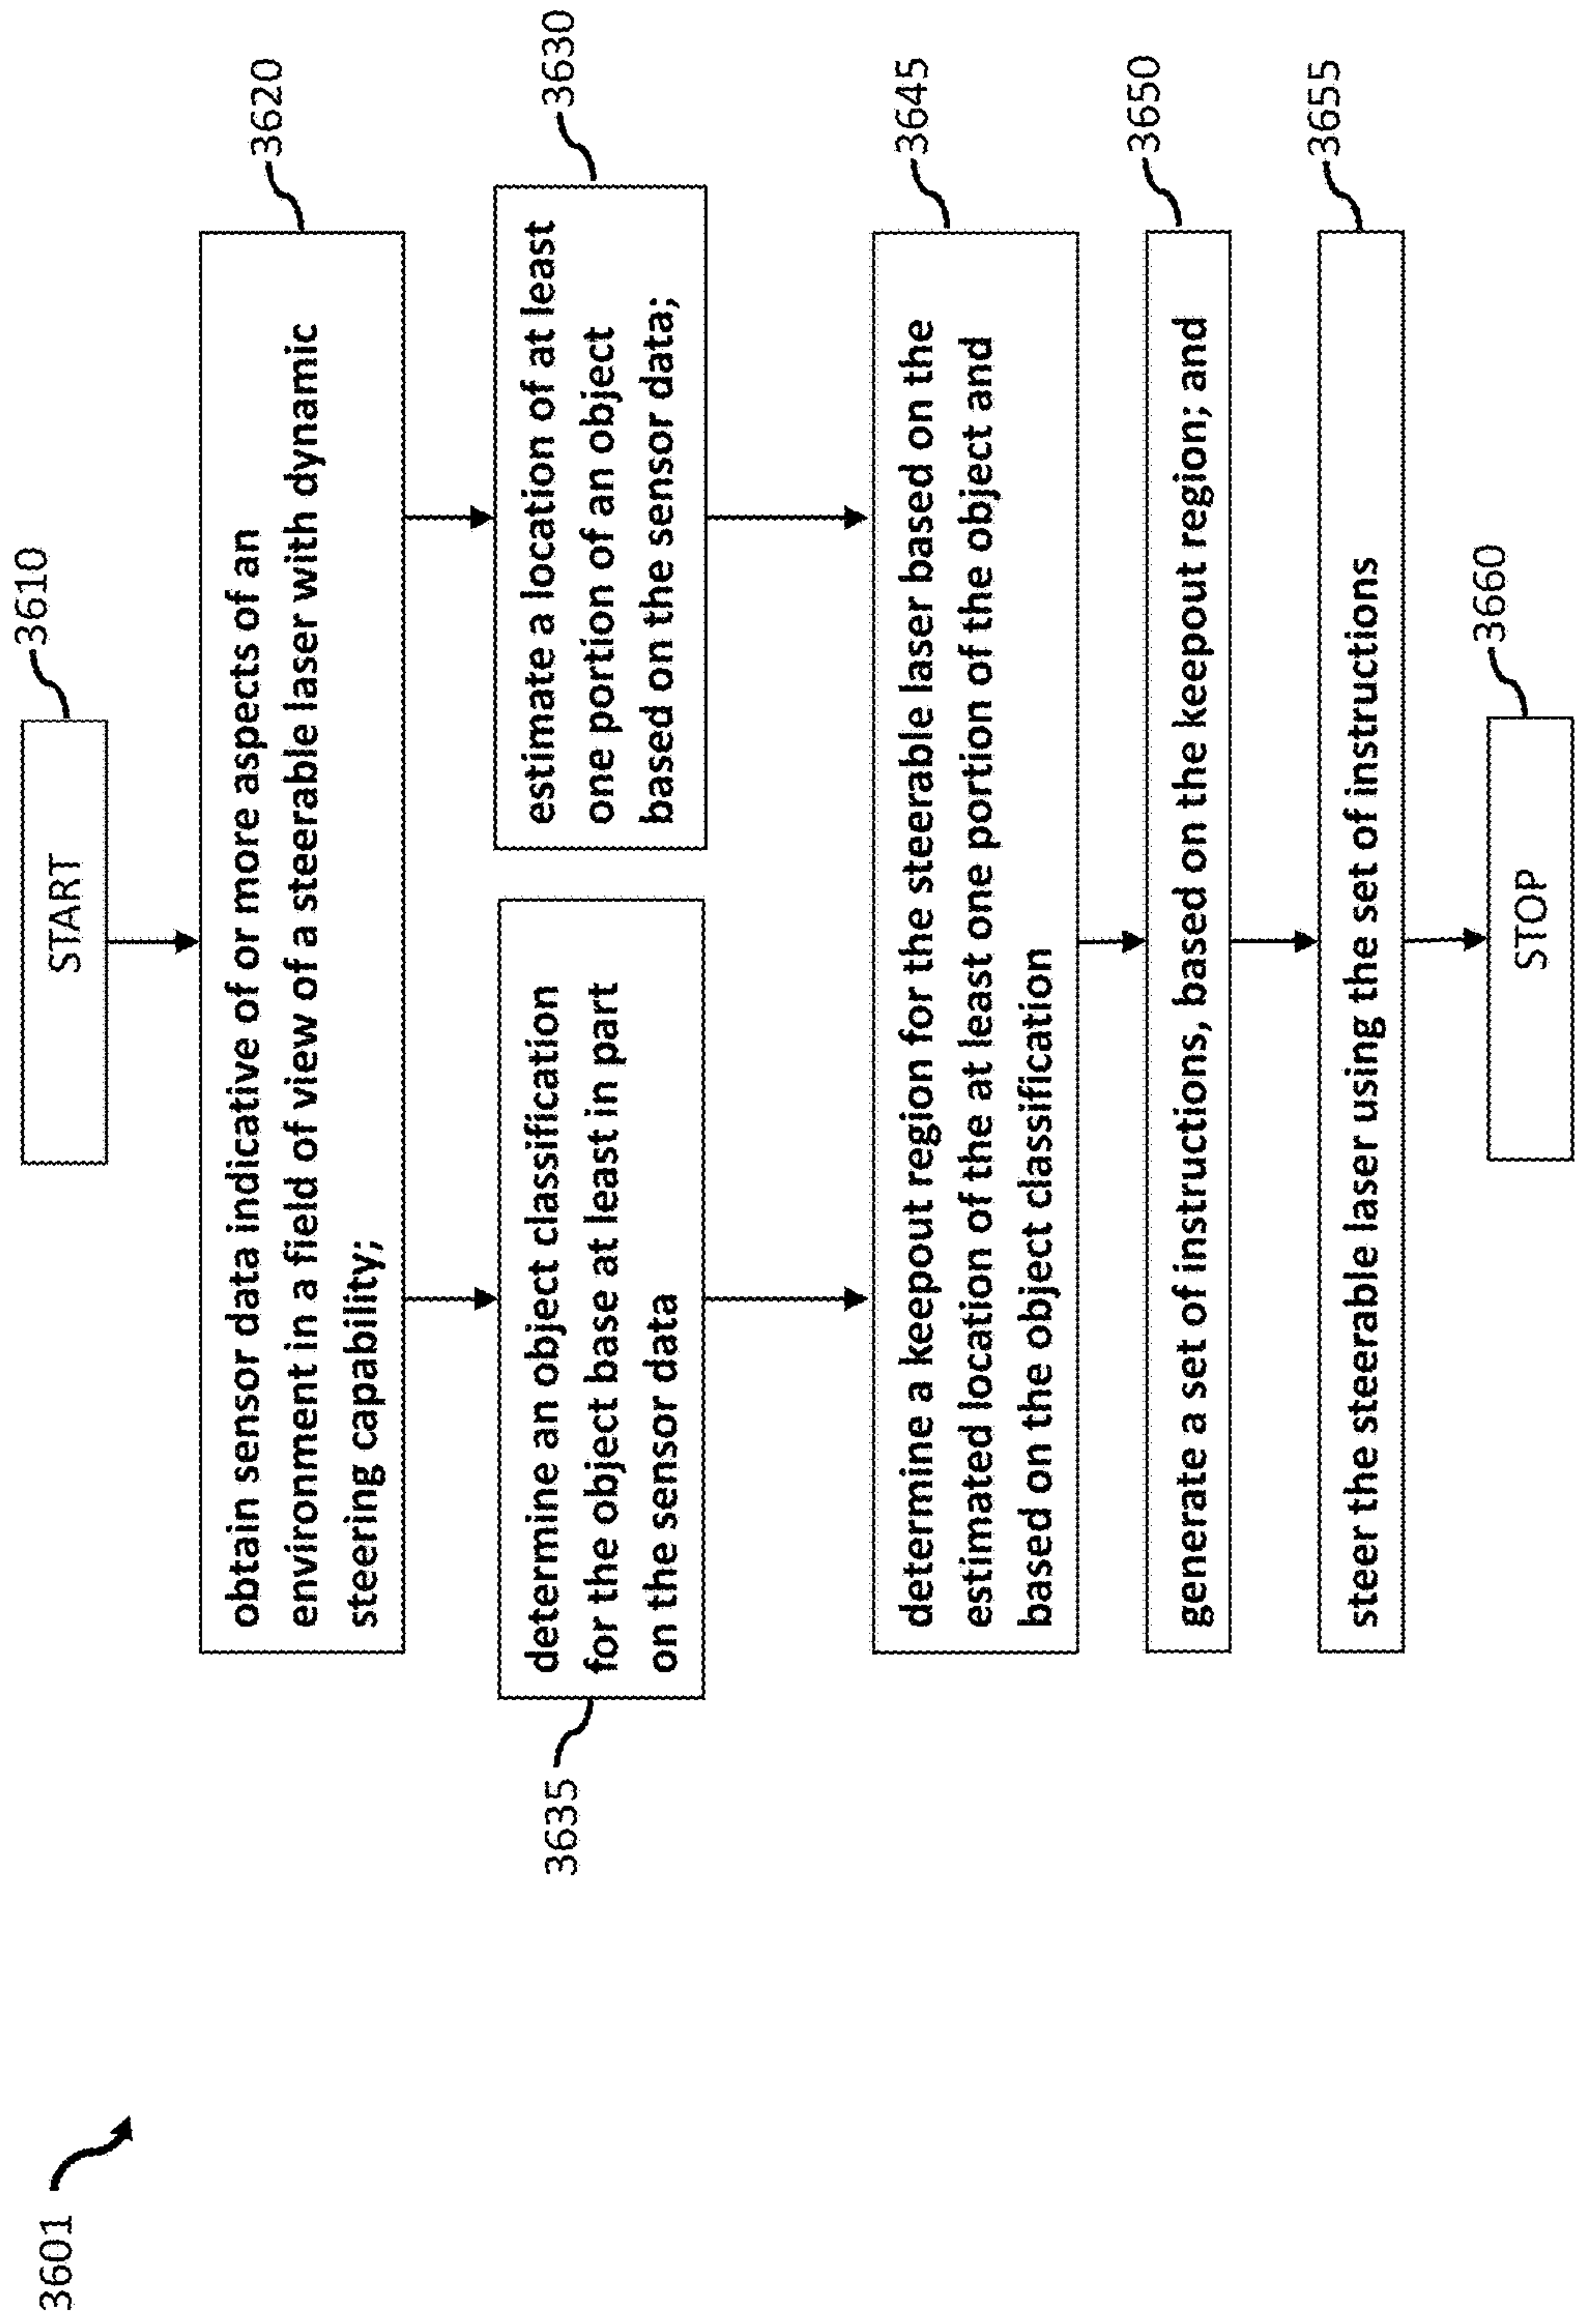 3601
START
3610
obtain sensor data indicative of or more aspects of an
environment in a field of view of a steerable laser with dynamic
steering capability;
3620
determine an object classification
for the object base at least in part
on the sensor data
3635
estimate a location of at least
one portion of an object
based on the sensor data;
3630
determine a keepout region for the steerable laser based on the
estimated location of the at least one portion of the object and
based on the object classification
3645
generate a set of instructions, based on the keepout region; and
3650
steer the steerable laser using the set of instructions
3655
STOP
3660